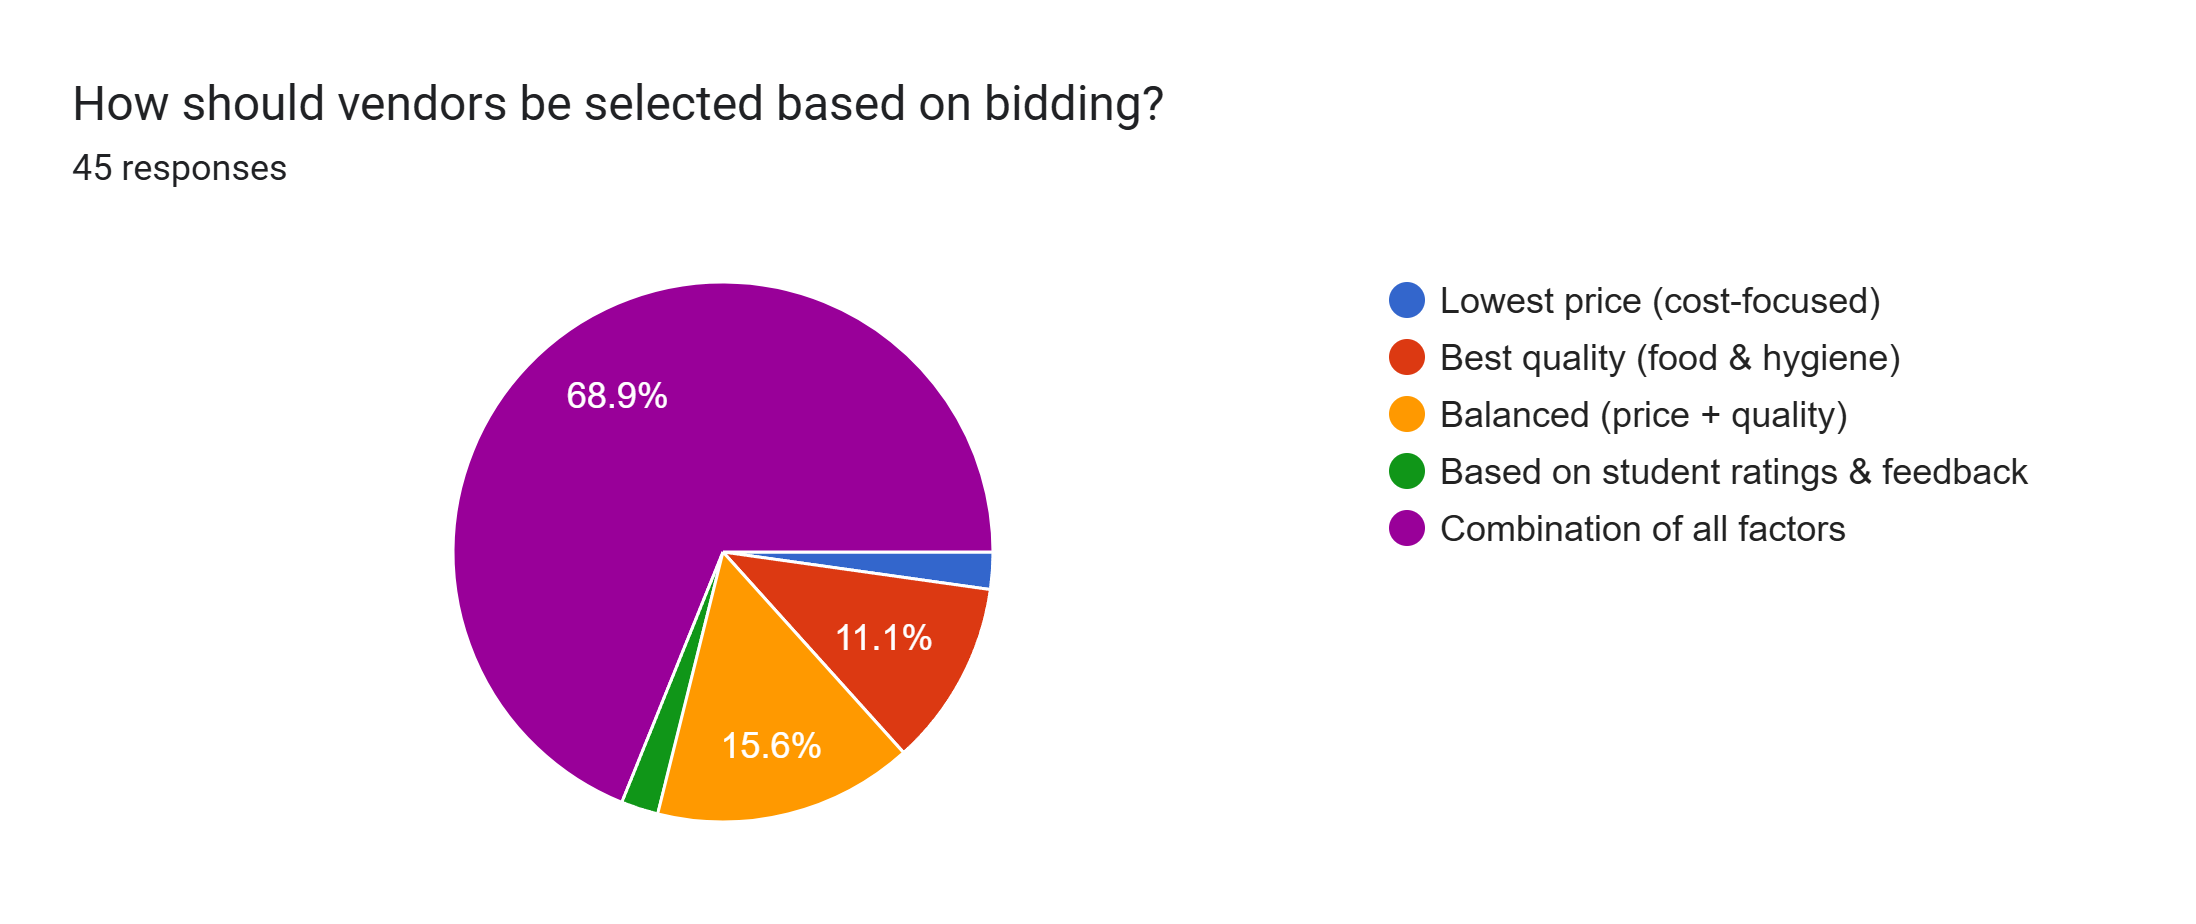 How should vendors be selected based on bidding?
45 responses
68.9%
11.1%
15.6%
Lowest price (cost-focused)
Best quality (food & hygiene)
Balanced (price + quality)
Based on student ratings & feedback
Combination of all factors